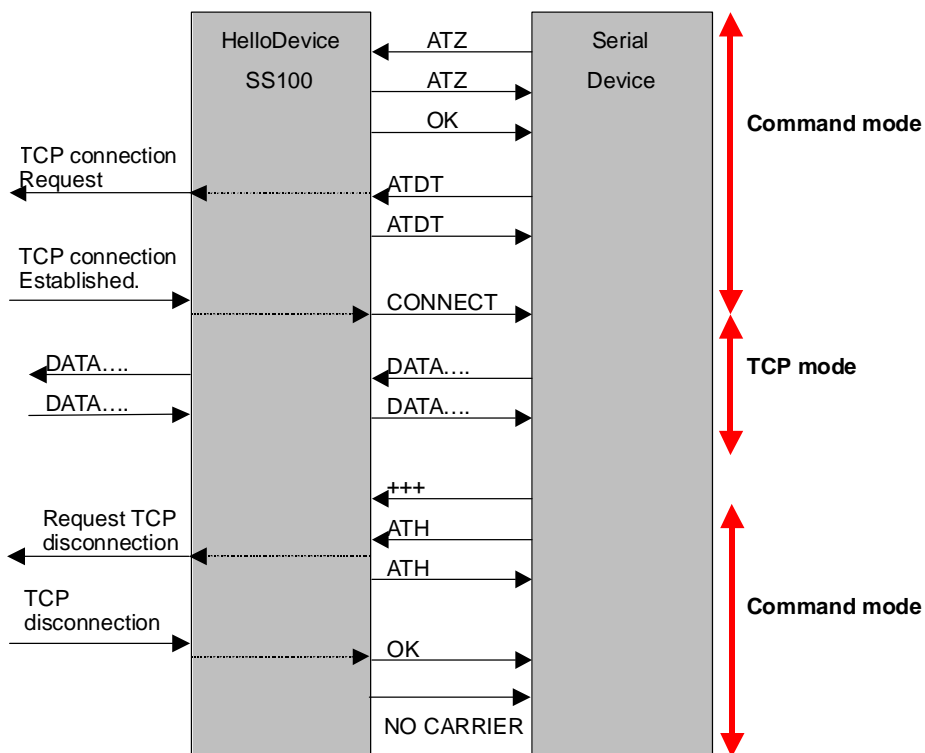 HelloDevice
SS100
Serial
Device
ATZ
ATZ
OK
Command mode
TCP connection
Request
ATDT
ATDT
TCP connection
Established.
CONNECT
TCP mode
DATA….
DATA….
DATA….
DATA….
+++
Request TCP
disconnection
ATH
ATH
Command mode
TCP
disconnection
OK
NO CARRIER